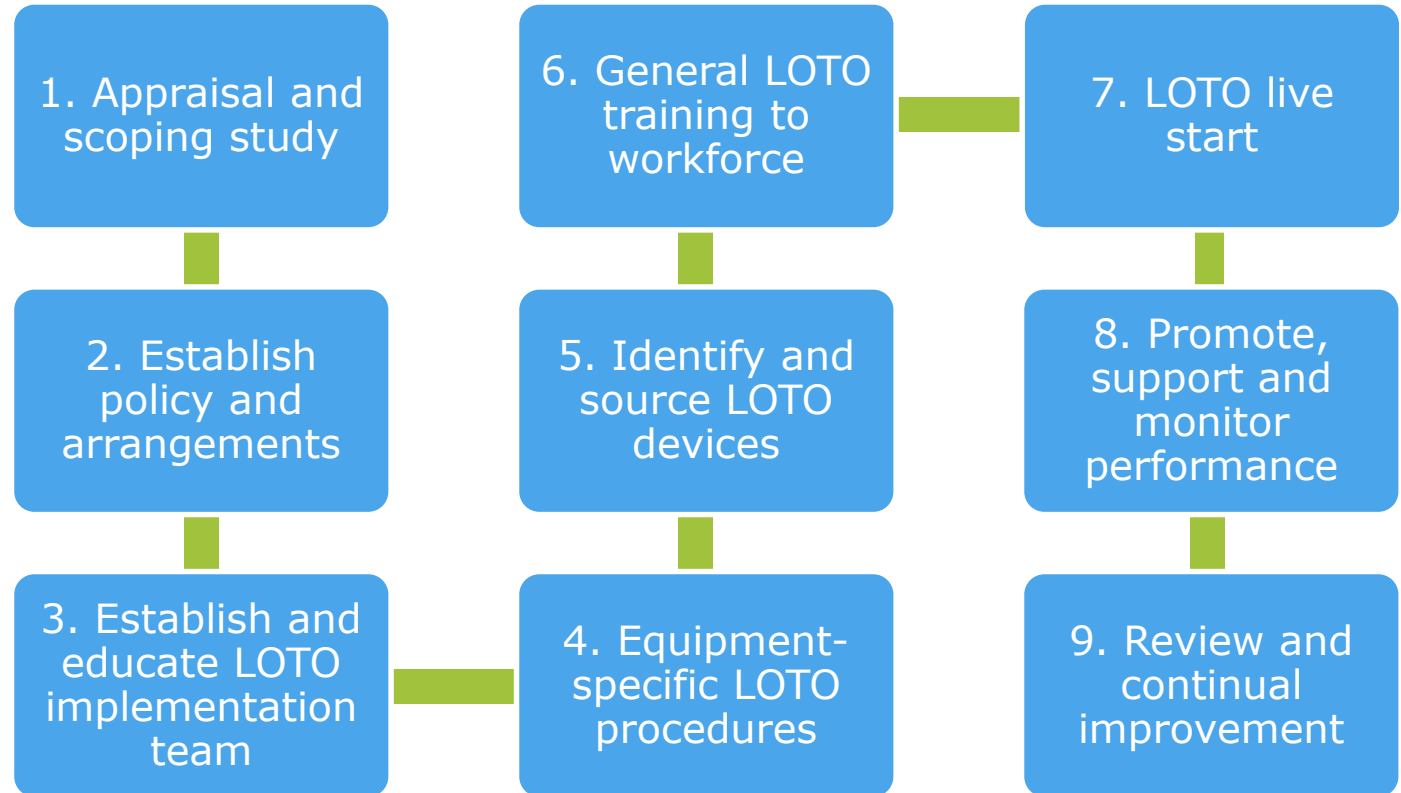 1. Appraisal and
scoping study
2. Establish
policy and
arrangements
3. Establish and
educate LOTO
implementation
team
4. Equipment-
specific LOTO
procedures
5. Identify and
source LOTO
devices
6. General LOTO
training to
workforce
7. LOTO live
start
8. Promote,
support and
monitor
performance
9. Review and
continual
improvement